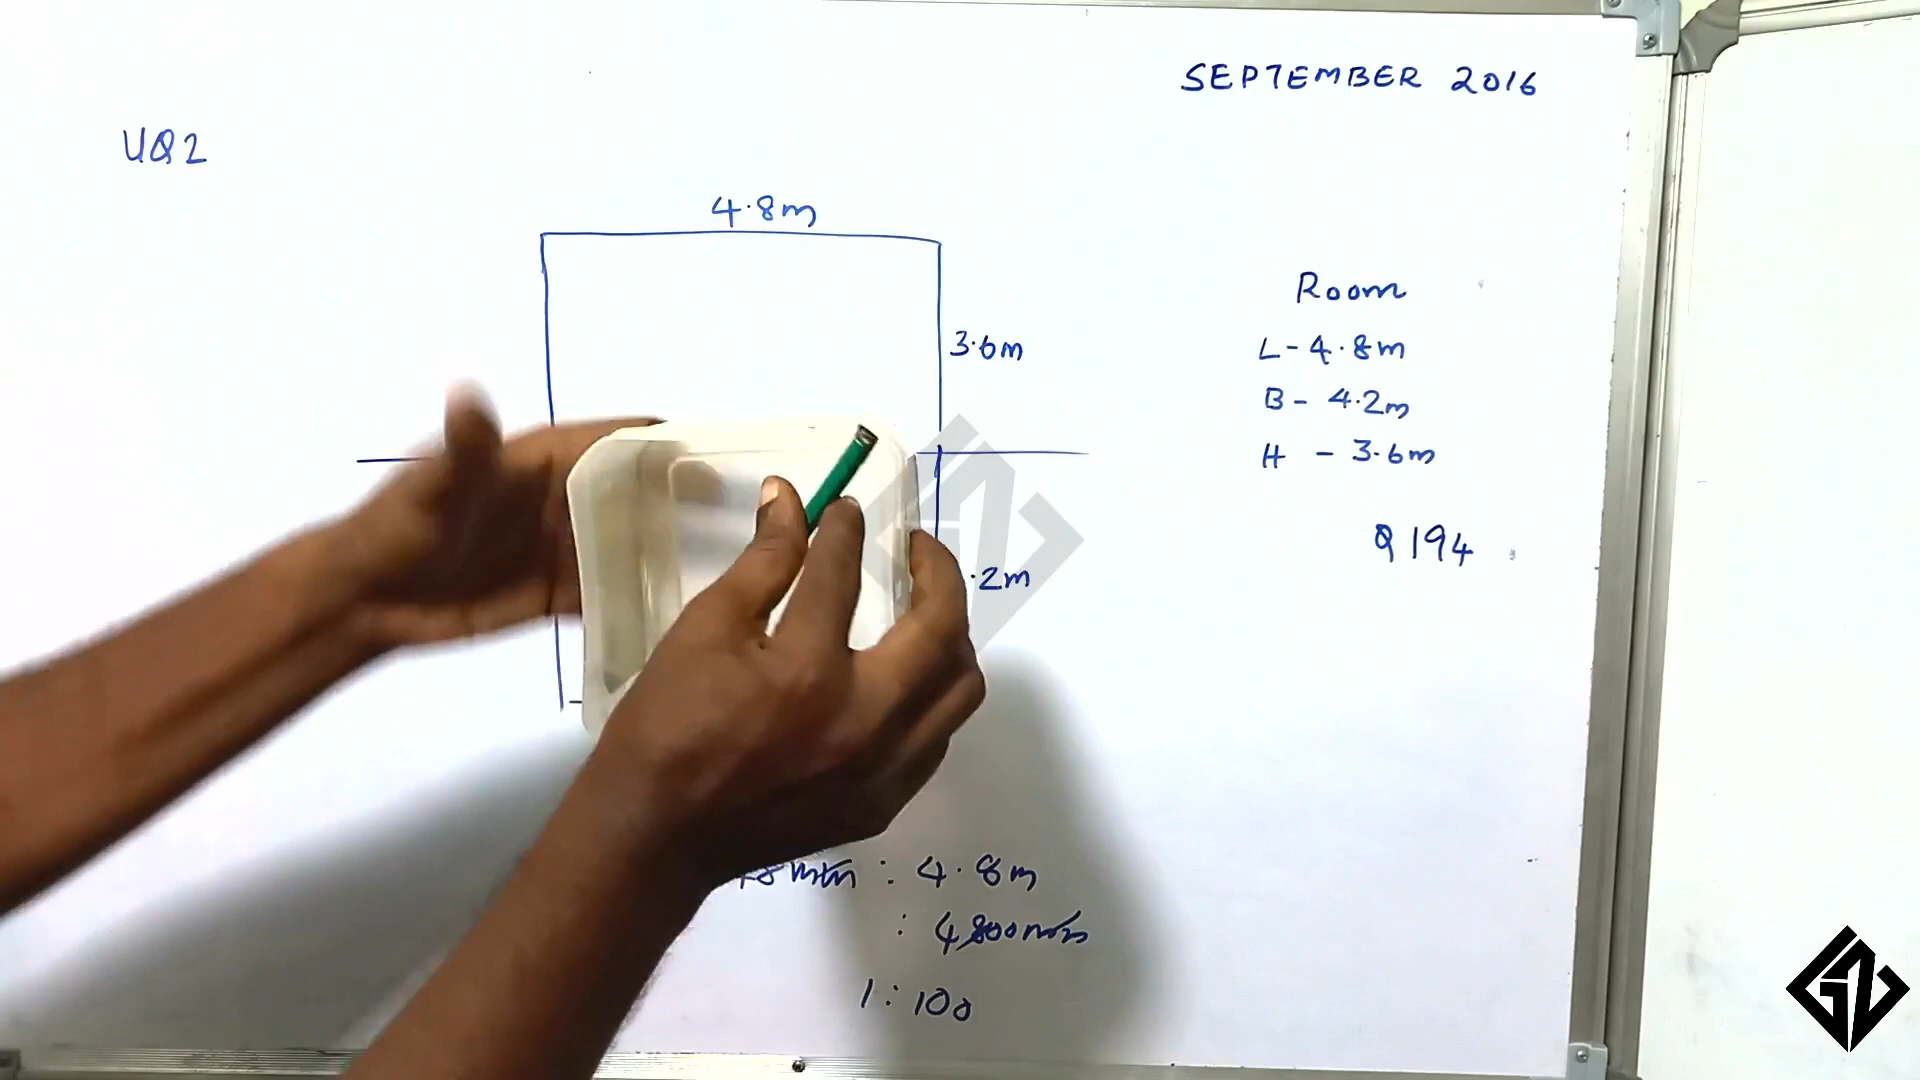 SEPTEMBER 2016
UQ2
4.8m
3.6m
.2m
Room
L-4.8m
B- 4.2m
H - 3.6m
Q 194
48mm : 4.8m
: 4800mm
1:100